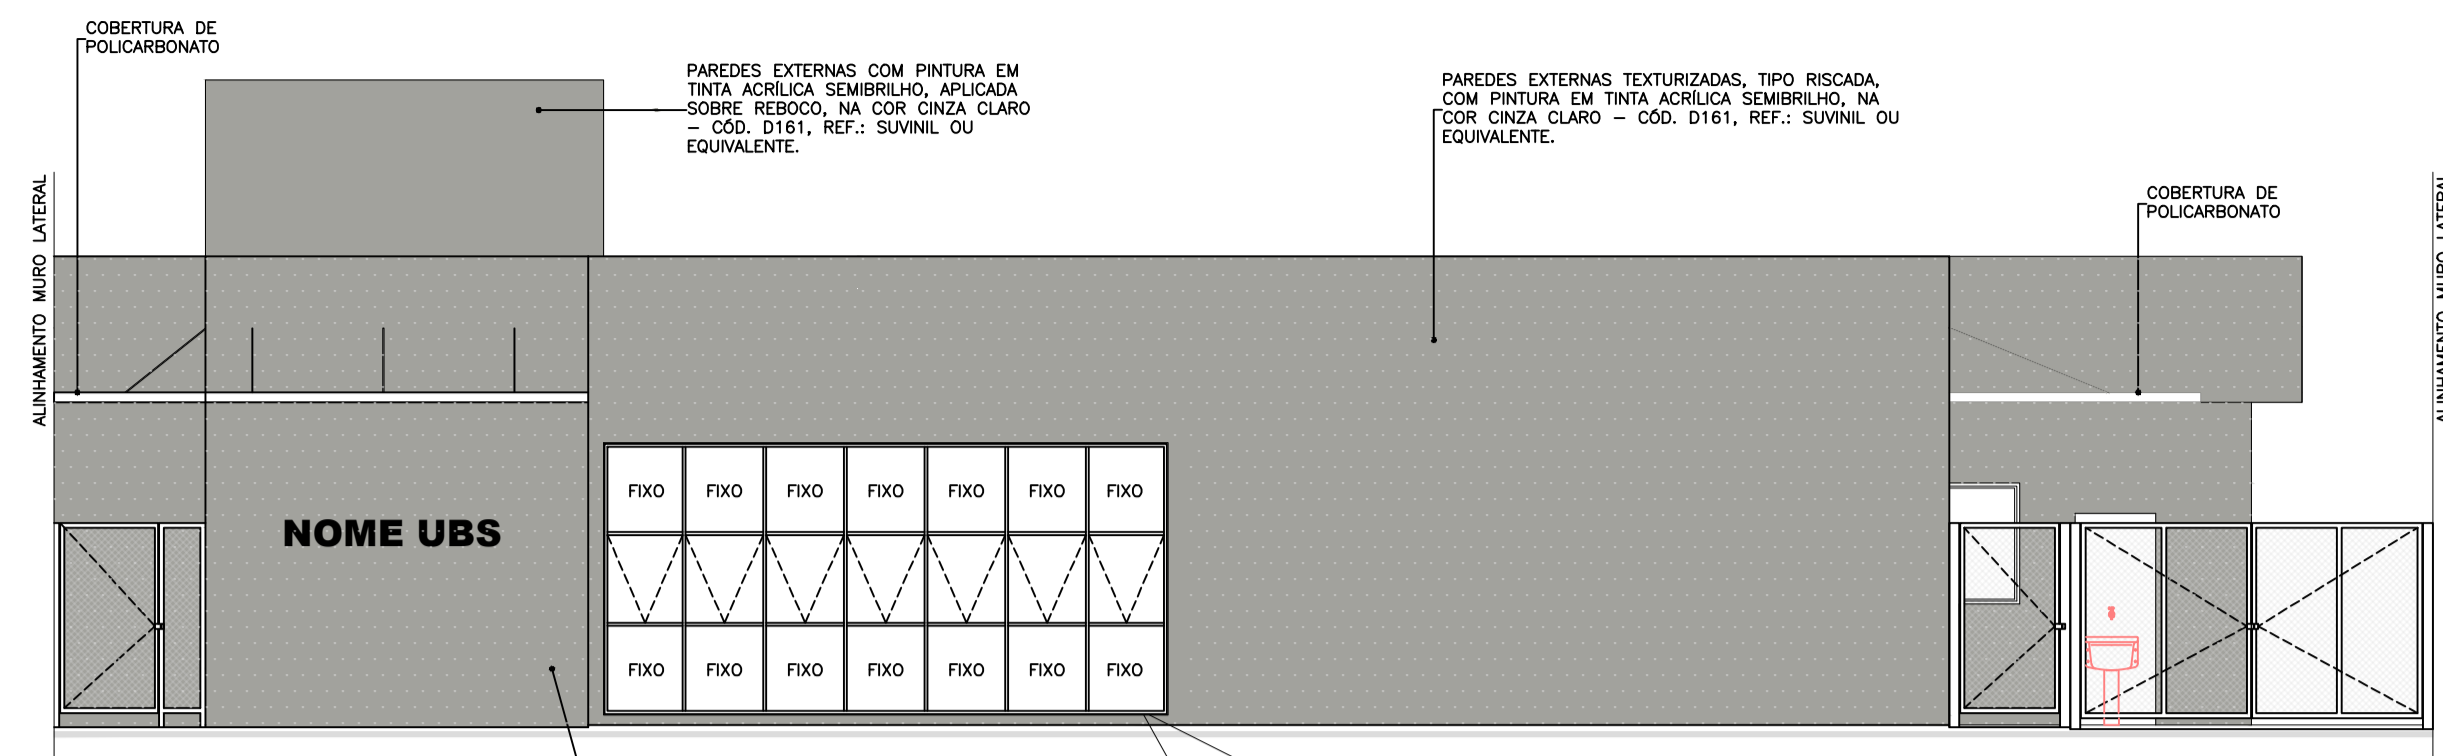 COBERTURA DE
POLICARBONATO
PAREDES EXTERNAS COM PINTURA EM
TINTA ACRÍLICA SEMIBRILHO, APLICADA
SOBRE REBOCO, NA COR CINZA CLARO
– CÓD. D161, REF.: SUVINIL OU
EQUIVALENTE.
PAREDES EXTERNAS TEXTURIZADAS, TIPO RISCADA,
COM PINTURA EM TINTA ACRÍLICA SEMIBRILHO, NA
COR CINZA CLARO – CÓD. D161, REF.: SUVINIL OU
EQUIVALENTE.
COBERTURA DE
POLICARBONATO
ALINHAMENTO MURO LATERAL
ALINHAMENTO MURO LATERAL
NOME UBS
FIXO FIXO FIXO FIXO FIXO FIXO FIXO
FIXO FIXO FIXO FIXO FIXO FIXO FIXO